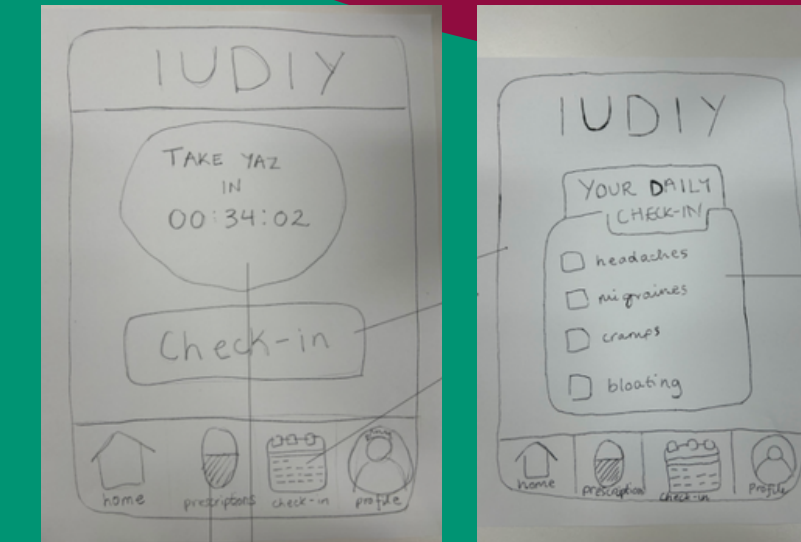 IUDIY
TAKE YAZ
IN
00:34:02
Check-in
home
prescriptions
check-in
profile
IUDIY
YOUR DAILY
CHECK-IN
headaches
migraines
cramps
bloating
home
prescription
check-in
Profile